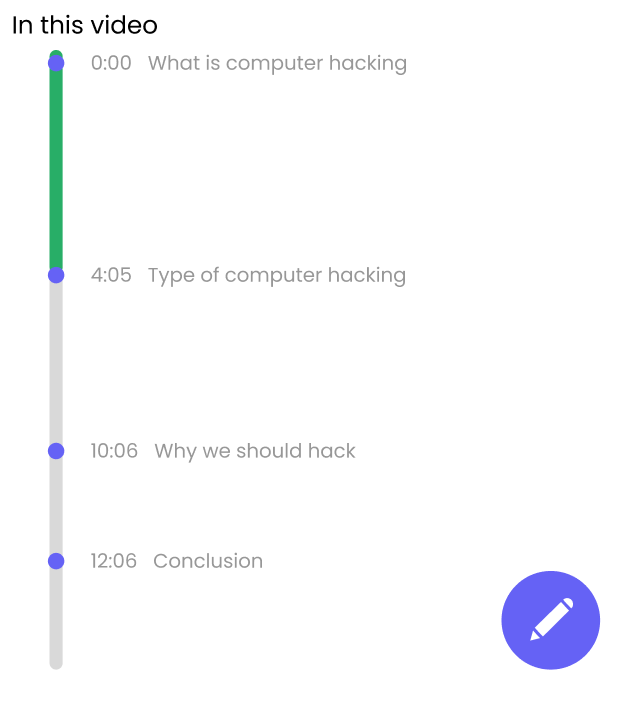 In this video
0:00 What is computer hacking
4:05 Type of computer hacking
10:06 Why we should hack
12:06 Conclusion